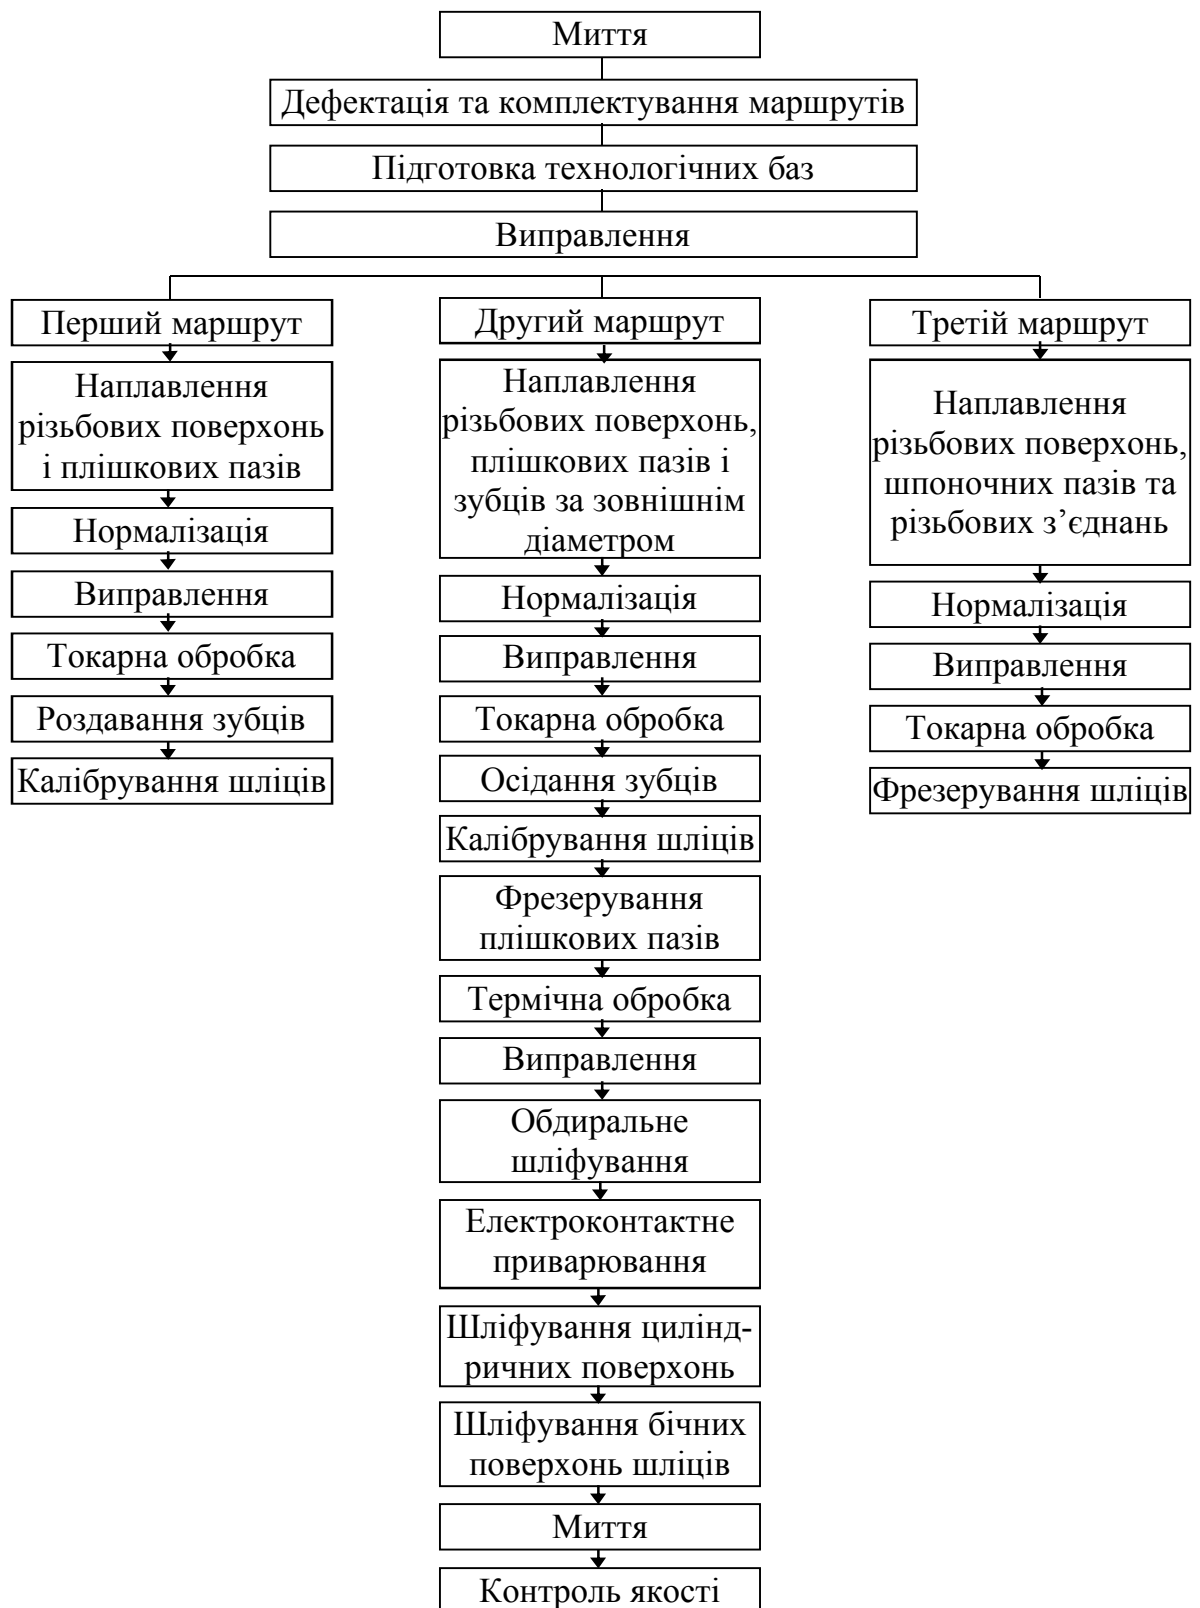 Миття
Дефектація та комплектування маршрутів
Підготовка технологічних баз
Виправлення
Перший маршрут
Наплавлення
різьбових поверхонь
і плішкових пазів
Нормалізація
Виправлення
Токарна обробка
Роздавання зубців
Калібрування шліців
Другий маршрут
Наплавлення
різьбових поверхонь,
плішкових пазів і
зубців за зовнішнім
діаметром
Нормалізація
Виправлення
Токарна обробка
Осідання зубців
Калібрування шліців
Фрезерування
плішкових пазів
Термічна обробка
Виправлення
Обдиральне
шліфування
Електроконтактне
приварювання
Шліфування цилінд-
ричних поверхонь
Шліфування бічних
поверхонь шліців
Миття
Контроль якості
Третій маршрут
Наплавлення
різьбових поверхонь,
шпоночних пазів та
різьбових з’єднань
Нормалізація
Виправлення
Токарна обробка
Фрезерування шліців